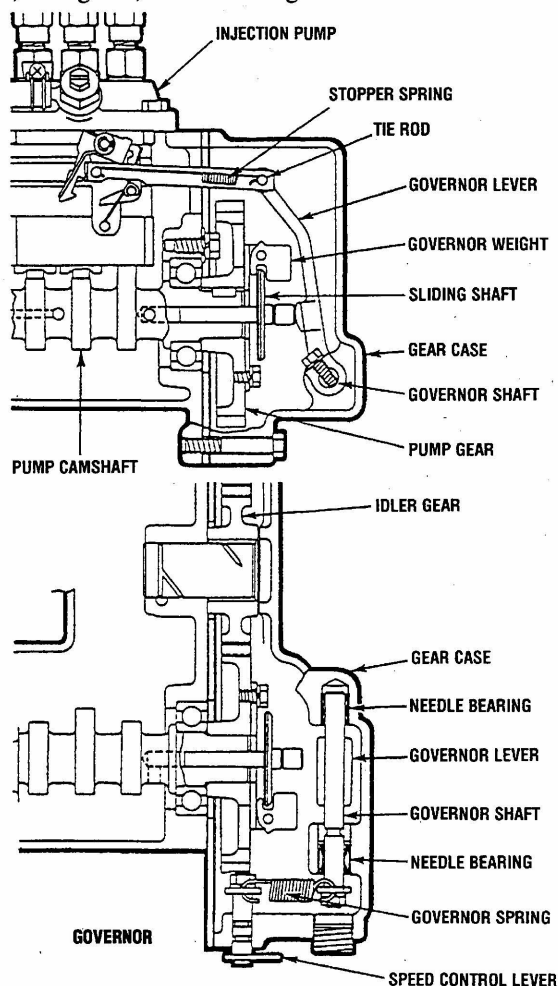 INJECTION PUMP
STOPPER SPRING
TIE ROD
GOVERNOR LEVER
GOVERNOR WEIGHT
SLIDING SHAFT
GEAR CASE
GOVERNOR SHAFT
PUMP GEAR
PUMP CAMSHAFT
IDLER GEAR
GEAR CASE
NEEDLE BEARING
GOVERNOR LEVER
GOVERNOR SHAFT
NEEDLE BEARING
GOVERNOR SPRING
GOVERNOR
SPEED CONTROL LEVER